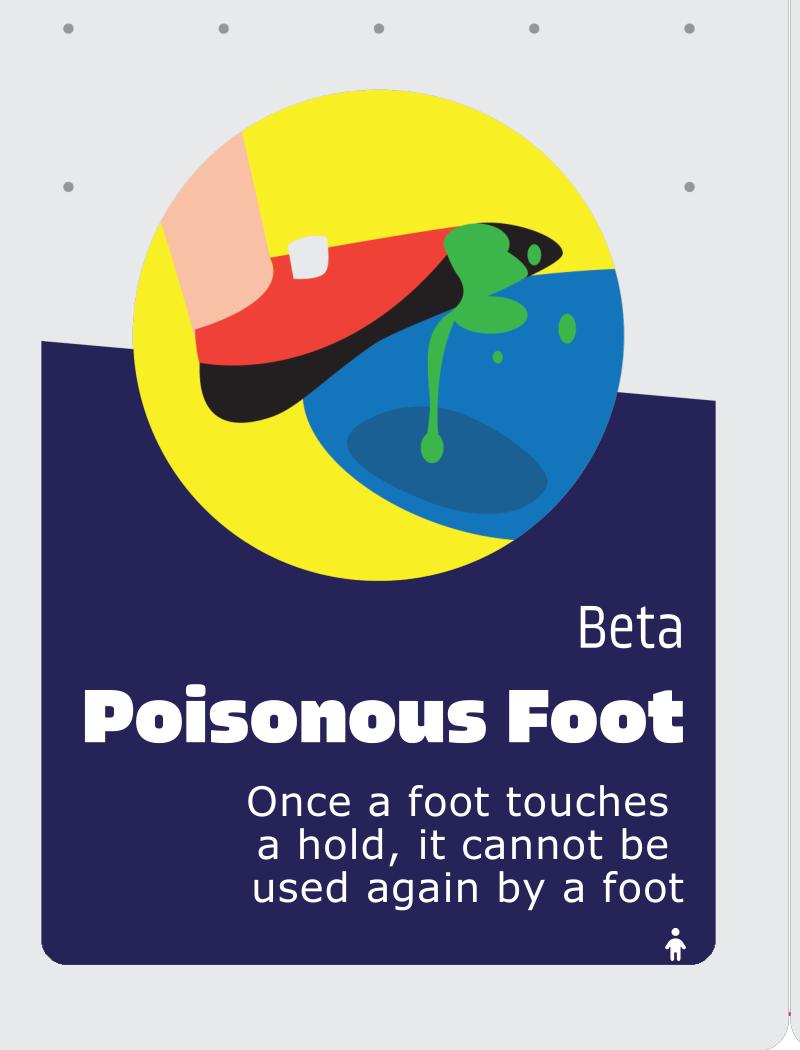 Beta
Poisonous Foot
Once a foot touches
a hold, it cannot be
used again by a foot